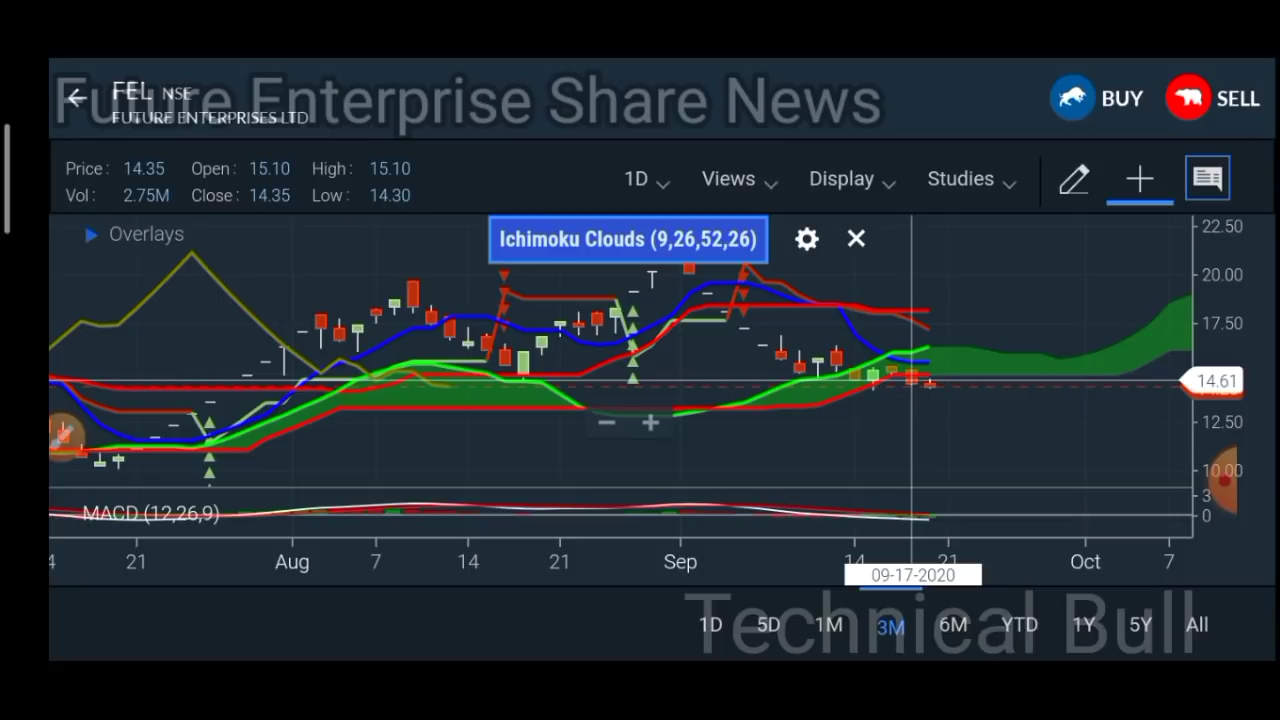 Future Enterprise Share News
FEL NSE
FUTURE ENTERPRISES LTD
BUY
SELL
Price: 14.35 Open: 15.10 High: 15.10
Vol: 2.75M Close: 14.35 Low: 14.30
1D Views Display Studies
Overlays
Ichimoku Clouds (9,26,52,26)
22.50
20.00
17.50
14.61
12.50
10.00
MACD (12,26,9)
3
0
4 21 Aug 7 14 21 Sep 14 21 Oct 7
09-17-2020
Technical Bull
1D 5D 1M 3M 6M YTD 1Y 5Y All